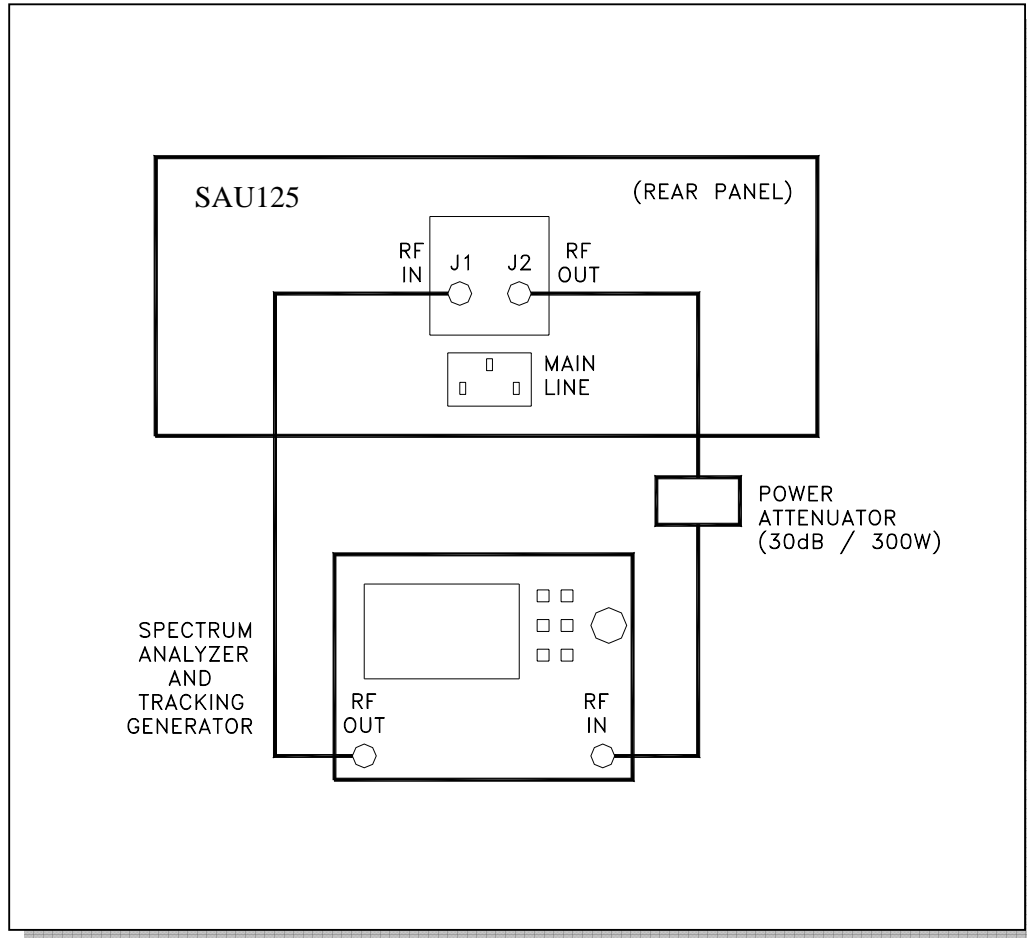 SAU125
(REAR PANEL)
RF
IN
J1
J2
RF
OUT
MAIN
LINE
POWER
ATTENUATOR
(30dB / 300W)
SPECTRUM
ANALYZER
AND
TRACKING
GENERATOR
RF
OUT
RF
IN